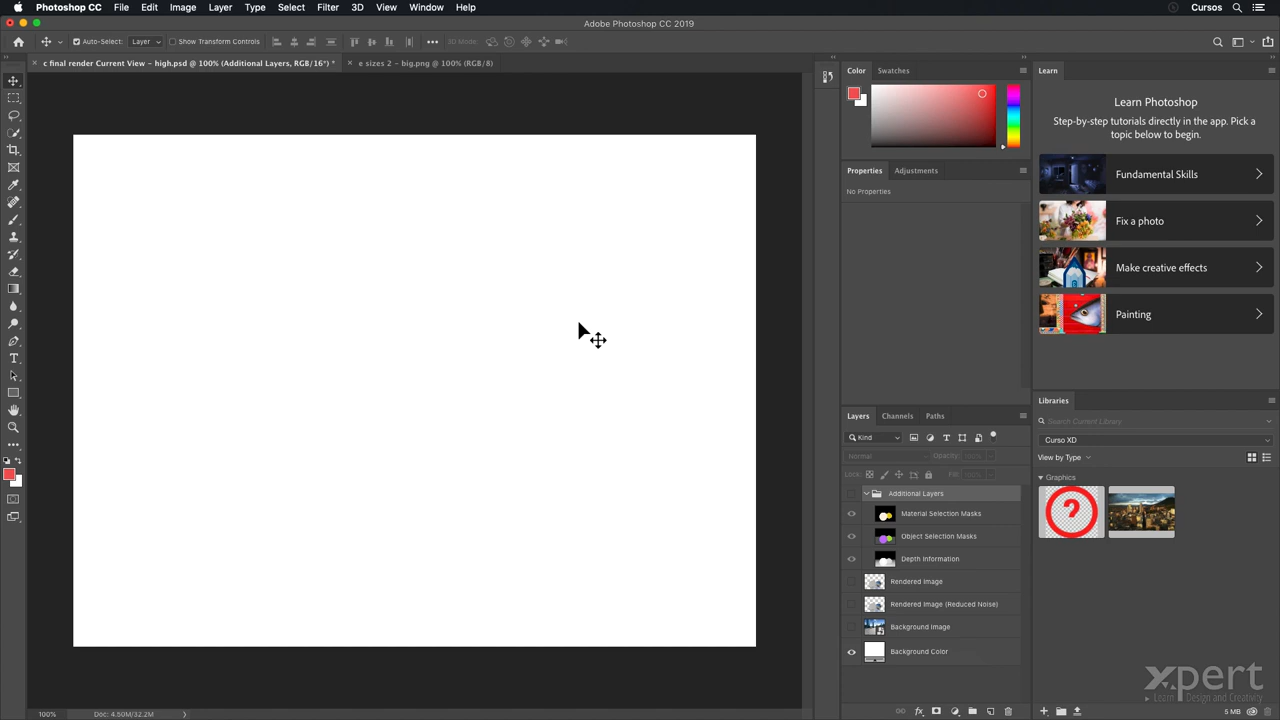 Photoshop CC File Edit Image Layer Type Select Filter 3D View Window Help Cursos
Adobe Photoshop CC 2019
Auto-Select: Layer Show Transform Controls 3D Mode:
c final render Current View – high.psd @ 100% (Additional Layers, RGB/16*) * e sizes 2 – big.png @ 100% (RGB/8)
Color Swatches
Learn
Learn Photoshop
Step-by-step tutorials directly in the app. Pick a
topic below to begin.
Fundamental Skills
Fix a photo
Make creative effects
Painting
Properties Adjustments
No Properties
Layers Channels Paths
Kind
Normal Opacity: 100%
Lock: Fill: 100%
Additional Layers
Material Selection Masks
Object Selection Masks
Depth Information
Rendered Image
Rendered Image (Reduced Noise)
Background Image
Background Color
Libraries
Search Current Library
Curso XD
View by Type
Graphics
?
xpert
Learn Design and Creativity
100% Doc: 4.50M/32.2M
fx
5 MB